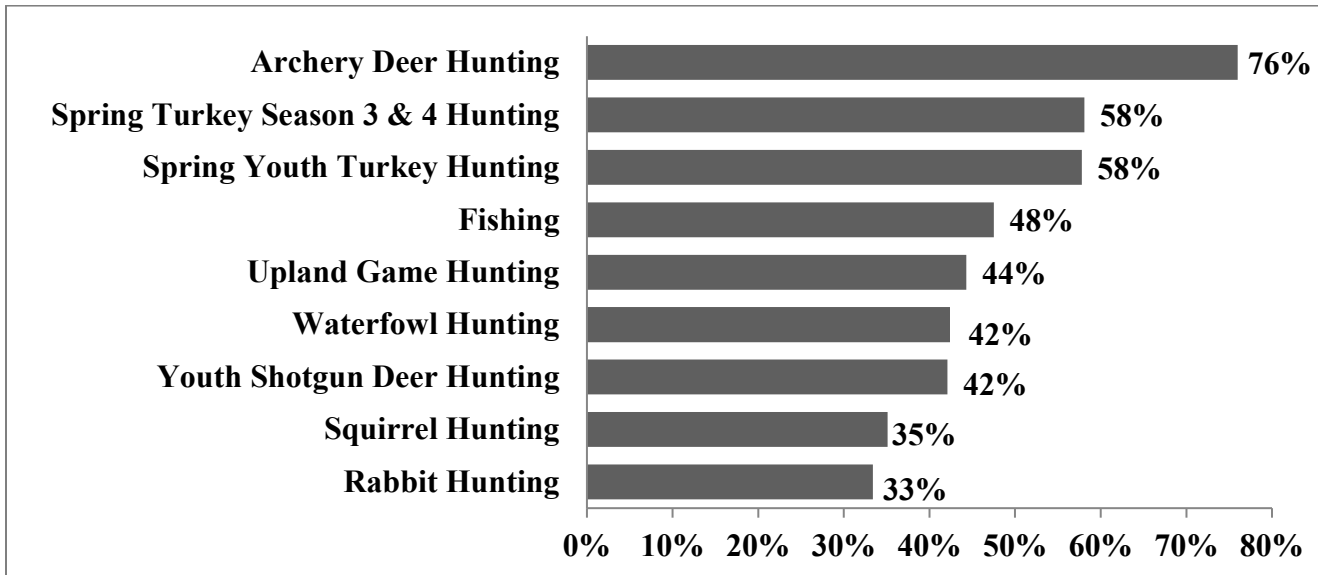 Archery Deer Hunting 76%
Spring Turkey Season 3 & 4 Hunting 58%
Spring Youth Turkey Hunting 58%
Fishing 48%
Upland Game Hunting 44%
Waterfowl Hunting 42%
Youth Shotgun Deer Hunting 42%
Squirrel Hunting 35%
Rabbit Hunting 33%
0% 10% 20% 30% 40% 50% 60% 70% 80%